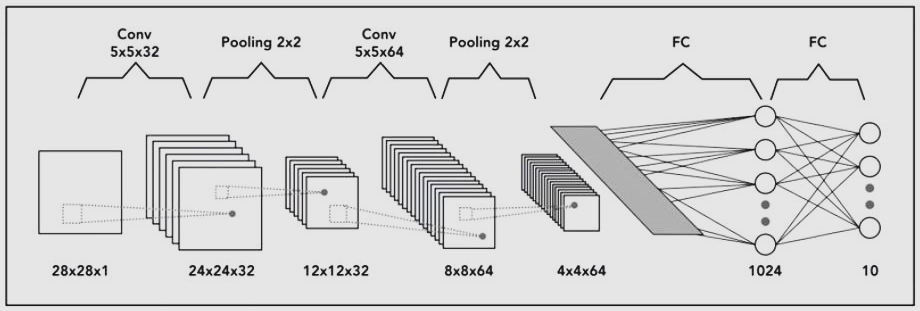 Conv
5x5x32
Pooling 2x2
Conv
5x5x64
Pooling 2x2
FC
FC
28x28x1
24x24x32
12x12x32
8x8x64
4x4x64
1024
10